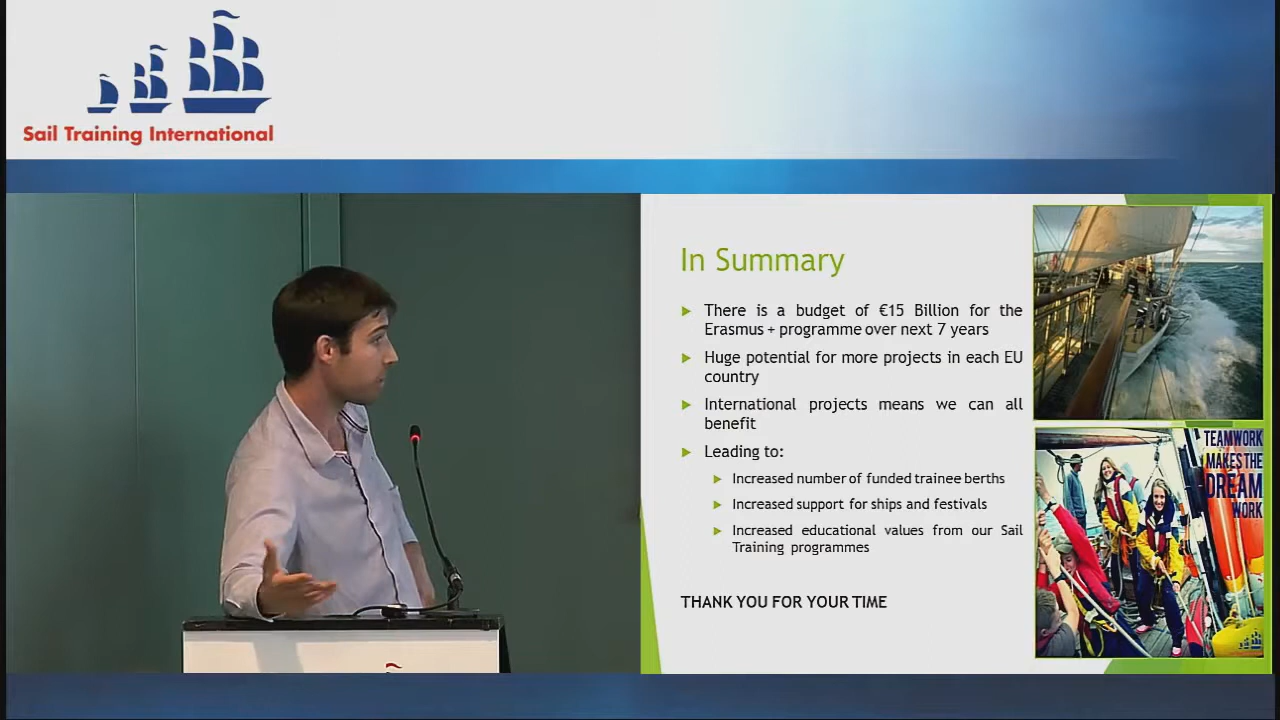 Sail Training International
In Summary
There is a budget of €15 Billion for the
Erasmus + programme over next 7 years
Huge potential for more projects in each EU
country
International projects means we can all
benefit
Leading to:
Increased number of funded trainee berths
Increased support for ships and festivals
Increased educational values from our Sail
Training programmes
THANK YOU FOR YOUR TIME
TEAMWORK
MAKES THE
DREAM
WORK